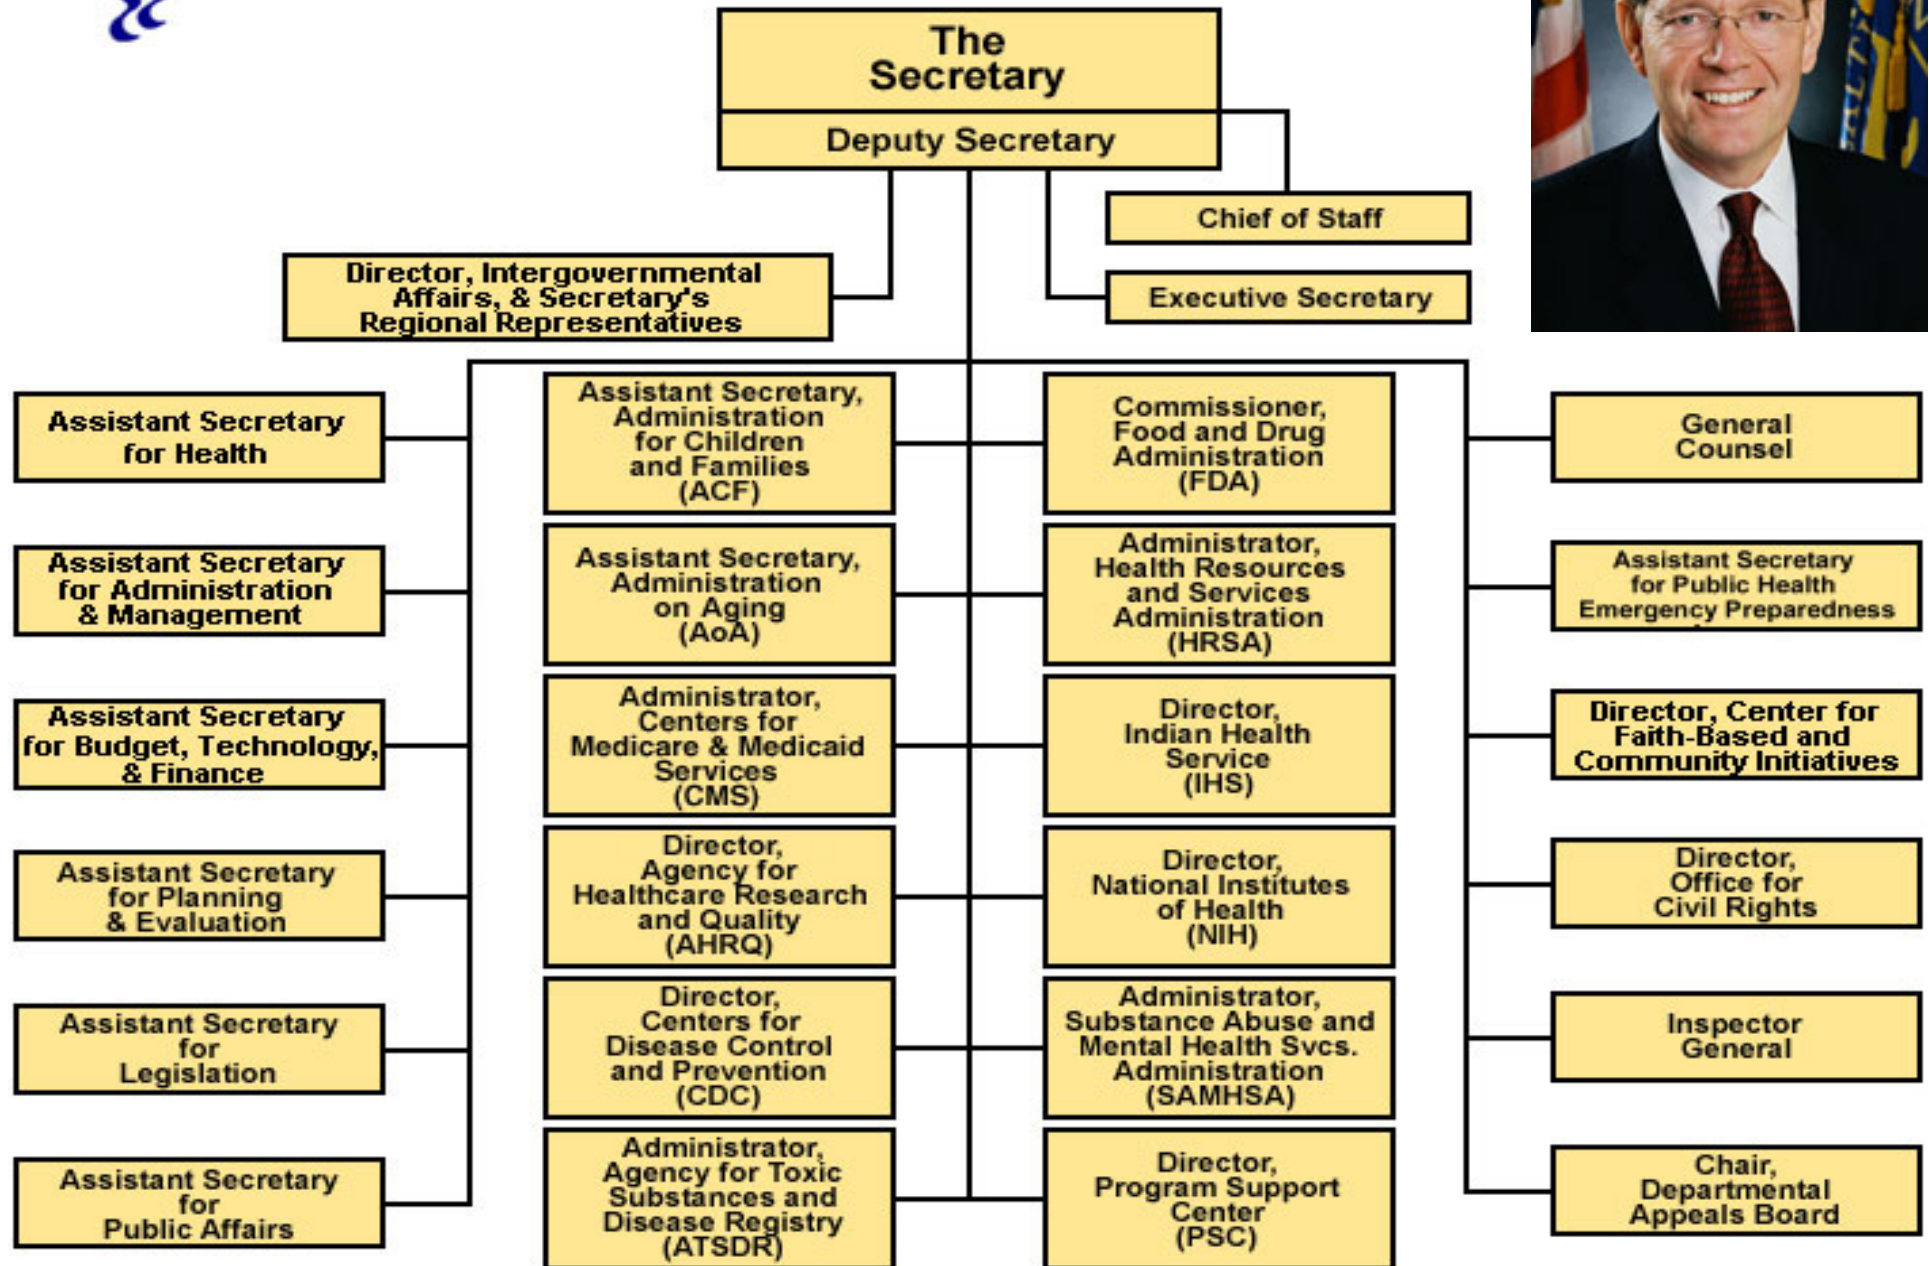 The
Secretary
Deputy Secretary
Chief of Staff
Director, Intergovernmental
Affairs, & Secretary's
Regional Representatives
Executive Secretary
Assistant Secretary
for Health
Assistant Secretary
for Administration
& Management
Assistant Secretary
for Budget, Technology,
& Finance
Assistant Secretary
for Planning
& Evaluation
Assistant Secretary
for
Legislation
Assistant Secretary
for
Public Affairs
Assistant Secretary,
Administration
for Children
and Families
(ACF)
Assistant Secretary,
Administration
on Aging
(AoA)
Administrator,
Centers for
Medicare & Medicaid
Services
(CMS)
Director,
Agency for
Healthcare Research
and Quality
(AHRQ)
Director,
Centers for
Disease Control
and Prevention
(CDC)
Administrator,
Agency for Toxic
Substances and
Disease Registry
(ATSDR)
Commissioner,
Food and Drug
Administration
(FDA)
Administrator,
Health Resources
and Services
Administration
(HRSA)
Director,
Indian Health
Service
(IHS)
Director,
National Institutes
of Health
(NIH)
Administrator,
Substance Abuse and
Mental Health Svcs.
Administration
(SAMHSA)
Director,
Program Support
Center
(PSC)
General
Counsel
Assistant Secretary
for Public Health
Emergency Preparedness
Director, Center for
Faith-Based and
Community Initiatives
Director,
Office for
Civil Rights
Inspector
General
Chair,
Departmental
Appeals Board